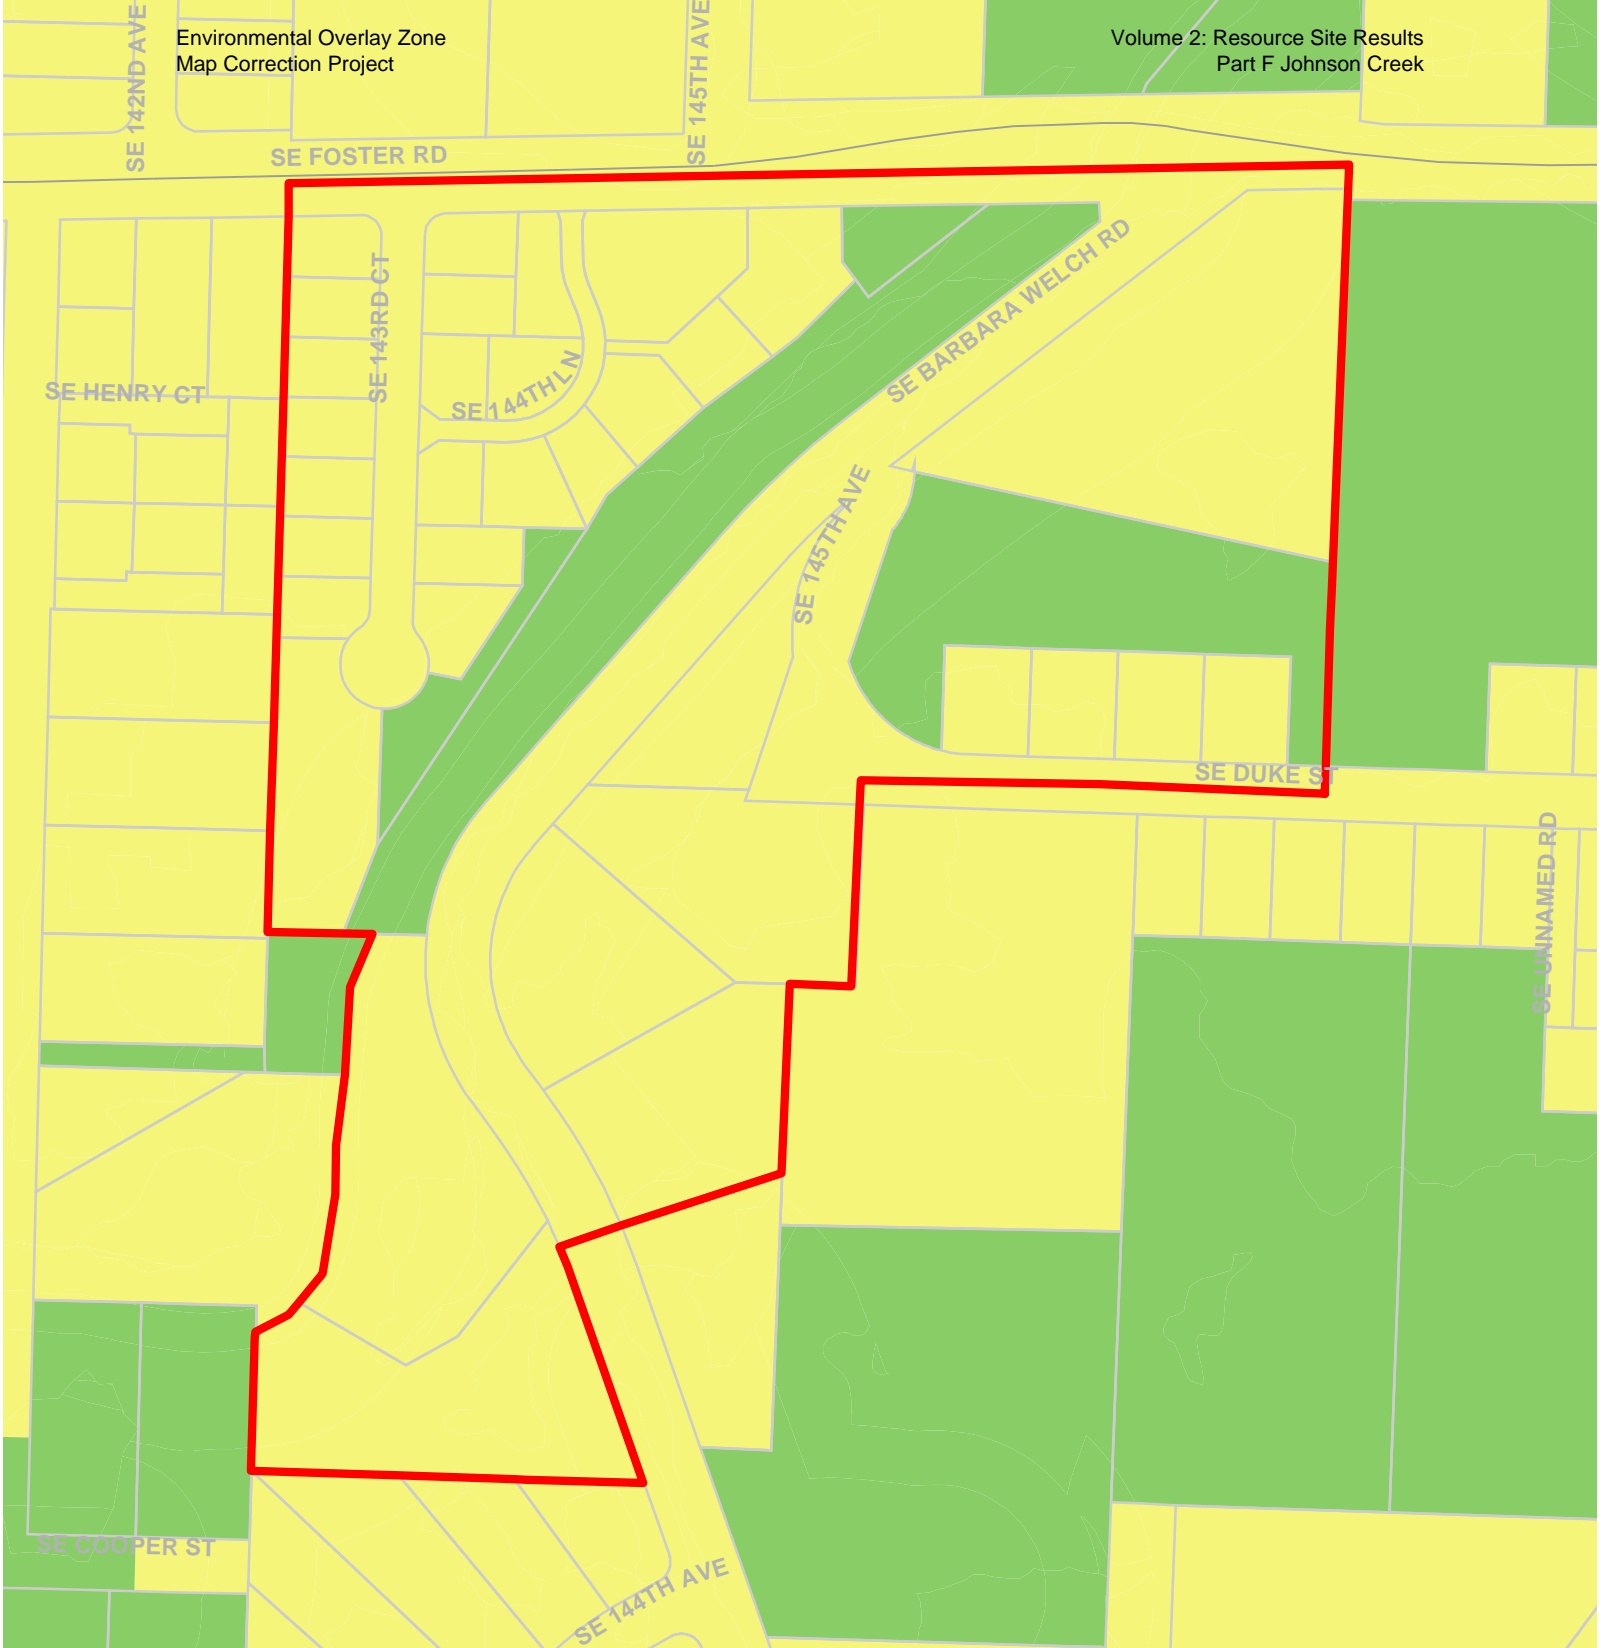 Environmental Overlay Zone
Map Correction Project
Volume 2: Resource Site Results
Part F Johnson Creek
SE 142ND AVE
SE 145TH AVE
SE FOSTER RD
SE BARBARA WELCH RD
SE 143RD CT
SE HENRY CT
SE 144TH LN
SE 145TH AVE
SE DUKE ST
SE UNNAMED RD
SE COOPER ST
SE 144TH AVE